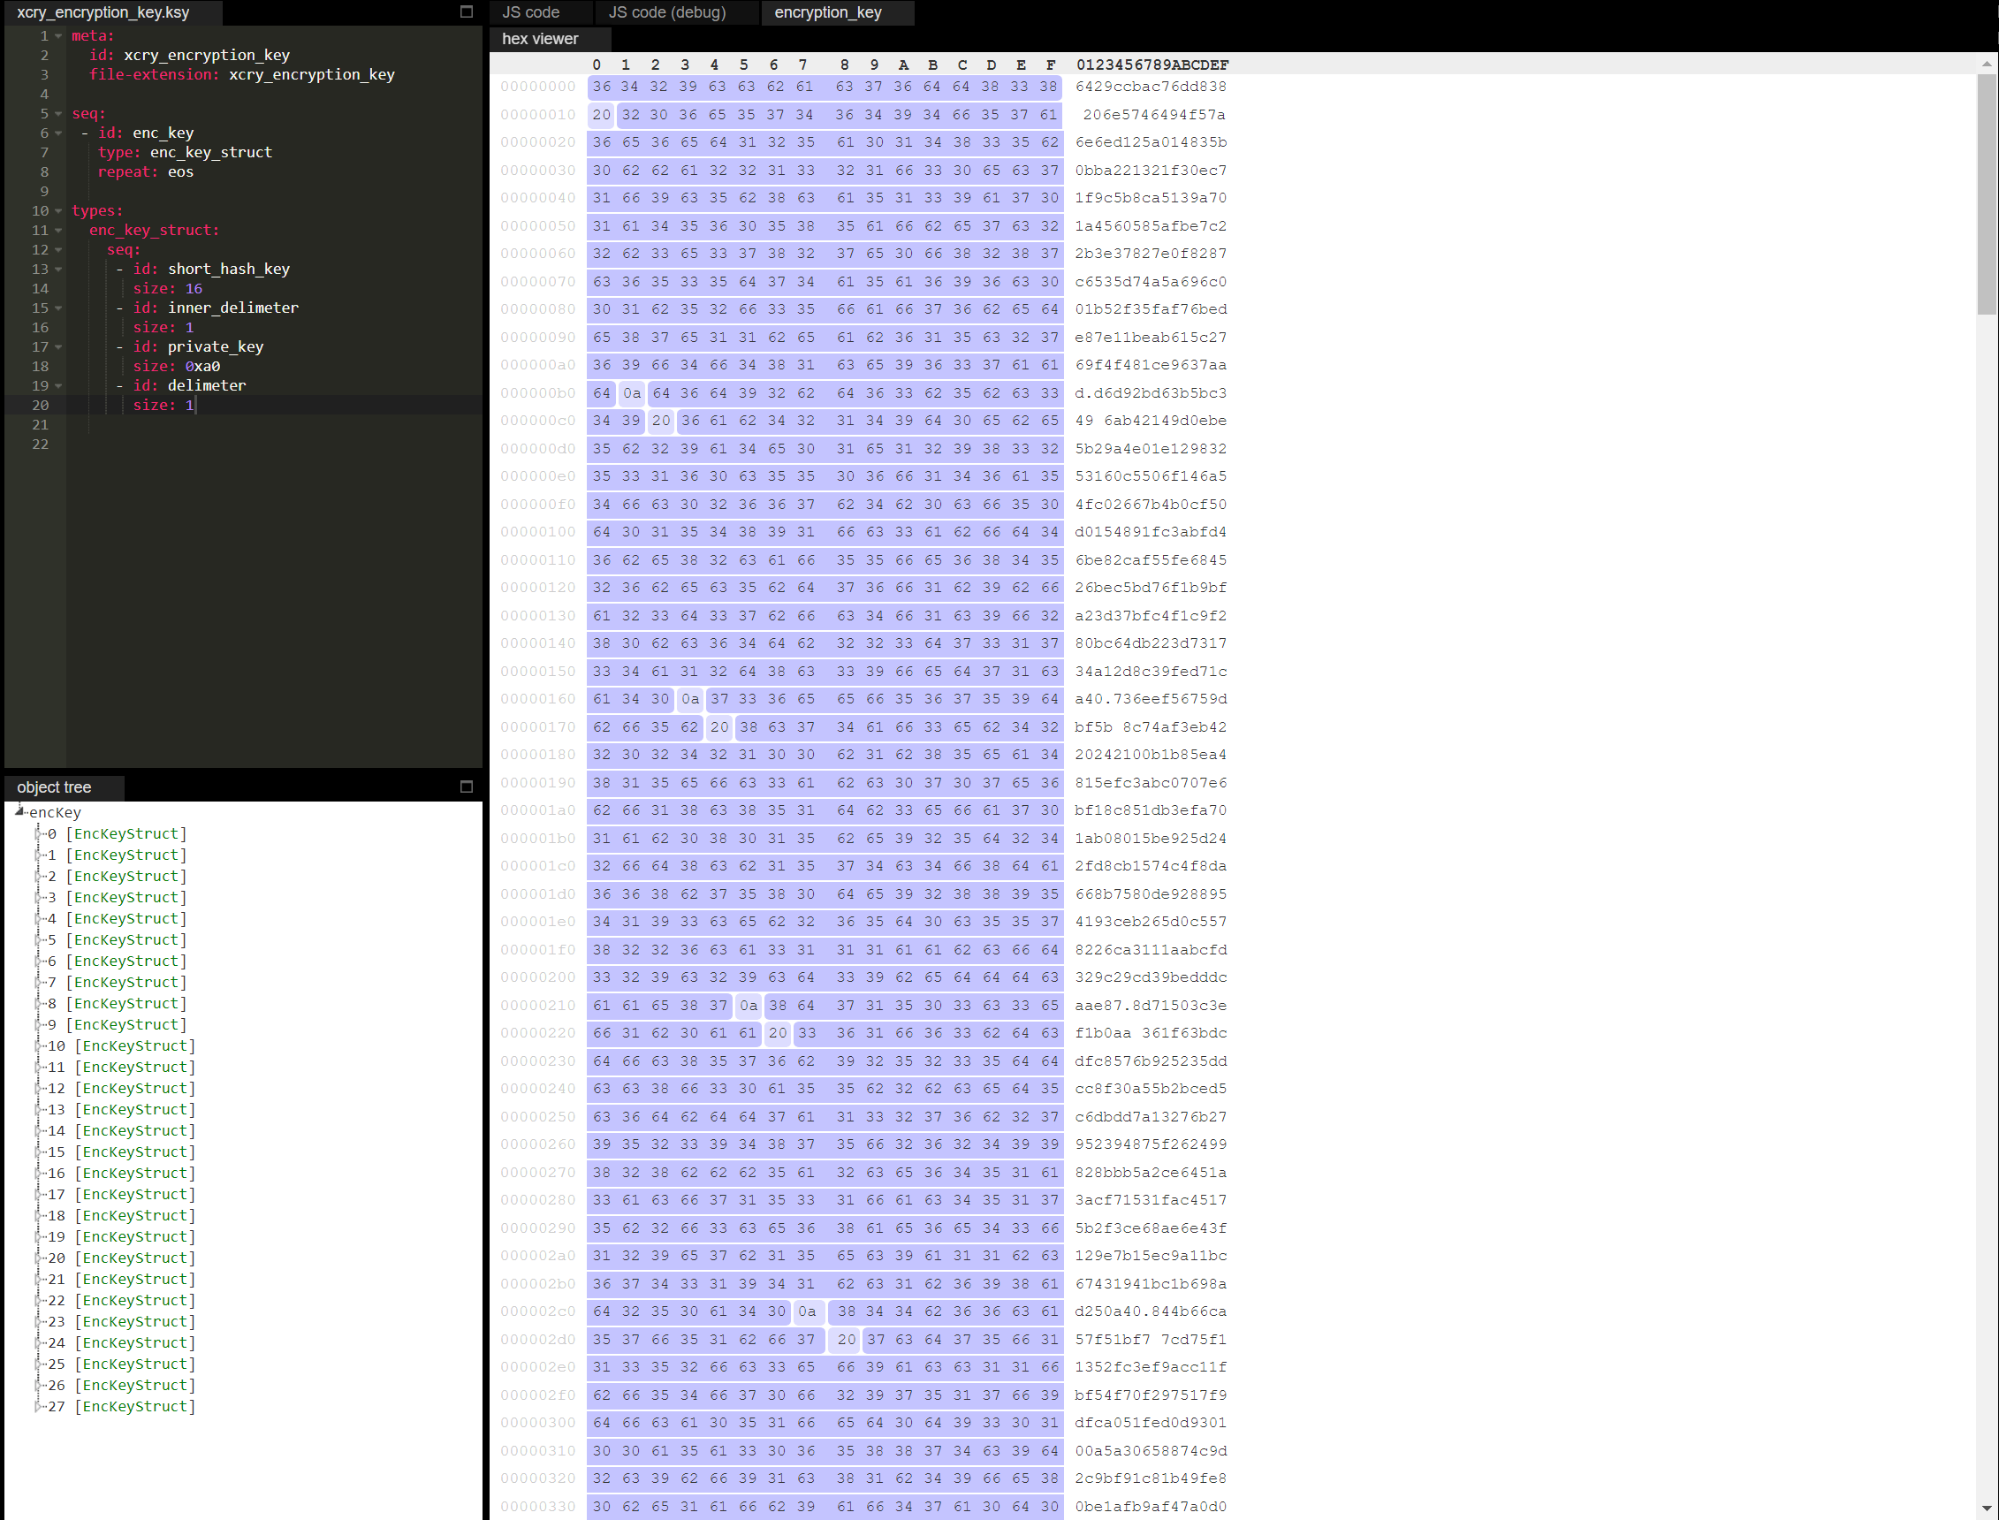 xcry_encryption_key.ksy
1 meta:
2 id: xcry_encryption_key
3 file-extension: xcry_encryption_key
4
5 seq:
6 - id: enc_key
7 type: enc_key_struct
8 repeat: eos
9
10 types:
11 enc_key_struct:
12 seq:
13 - id: short_hash_key
14 size: 16
15 - id: inner_delimeter
16 size: 1
17 - id: private_key
18 size: 0xa0
19 - id: delimeter
20 size: 1
21
22
object tree
encKey
0 [EncKeyStruct]
1 [EncKeyStruct]
2 [EncKeyStruct]
3 [EncKeyStruct]
4 [EncKeyStruct]
5 [EncKeyStruct]
6 [EncKeyStruct]
7 [EncKeyStruct]
8 [EncKeyStruct]
9 [EncKeyStruct]
10 [EncKeyStruct]
11 [EncKeyStruct]
12 [EncKeyStruct]
13 [EncKeyStruct]
14 [EncKeyStruct]
15 [EncKeyStruct]
16 [EncKeyStruct]
17 [EncKeyStruct]
18 [EncKeyStruct]
19 [EncKeyStruct]
20 [EncKeyStruct]
21 [EncKeyStruct]
22 [EncKeyStruct]
23 [EncKeyStruct]
24 [EncKeyStruct]
25 [EncKeyStruct]
26 [EncKeyStruct]
27 [EncKeyStruct]
JS code JS code (debug) encryption_key
hex viewer
0 1 2 3 4 5 6 7 8 9 A B C D E F 0123456789ABCDEF
00000000 36 34 32 39 63 63 62 61 63 37 36 64 64 38 33 38 6429ccbac76dd838
00000010 20 32 30 36 65 35 37 34 36 34 39 34 66 35 37 61 206e5746494f57a
00000020 36 65 36 65 64 31 32 35 61 30 31 34 38 33 35 62 6e6ed125a014835b
00000030 30 62 62 61 32 32 31 33 32 31 66 33 30 65 63 37 0bba221321f30ec7
00000040 31 66 39 63 35 62 38 63 61 35 31 33 39 61 37 30 1f9c5b8ca5139a70
00000050 31 61 34 35 36 30 35 38 35 61 66 62 65 37 63 32 1a4560585afbe7c2
00000060 32 62 33 65 33 37 38 32 37 65 30 66 38 32 38 37 2b3e37827e0f8287
00000070 63 36 35 33 35 64 37 34 61 35 61 36 39 36 63 30 c6535d74a5a696c0
00000080 30 31 62 35 32 66 33 35 66 61 66 37 36 62 65 64 01b52f35faf76bed
00000090 65 38 37 65 31 31 62 65 61 62 36 31 35 63 32 37 e87e11beab615c27
000000a0 36 39 66 34 66 34 38 31 63 65 39 36 33 37 61 61 69f4f481ce9637aa
000000b0 64 0a 64 36 64 39 32 62 64 36 33 62 35 62 63 33 d.d6d92bd63b5bc3
000000c0 34 39 20 36 61 62 34 32 31 34 39 64 30 65 62 65 49 6ab42149d0ebe
000000d0 35 62 32 39 61 34 65 30 31 65 31 32 39 38 33 32 5b29a4e01e129832
000000e0 35 33 31 36 30 63 35 35 30 36 66 31 34 36 61 35 53160c5506f146a5
000000f0 34 66 63 30 32 36 36 37 62 34 62 30 63 66 35 30 4fc02667b4b0cf50
00000100 64 30 31 35 34 38 39 31 66 63 33 61 62 66 64 34 d0154891fc3abfd4
00000110 36 62 65 38 32 63 61 66 35 35 66 65 36 38 34 35 6be82caf55fe6845
00000120 32 36 62 65 63 35 62 64 37 36 66 31 62 39 62 66 26bec5bd76f1b9bf
00000130 61 32 33 64 33 37 62 66 63 34 66 31 63 39 66 32 a23d37bfc4f1c9f2
00000140 38 30 62 63 36 34 64 62 32 32 33 64 37 33 31 37 80bc64db223d7317
00000150 33 34 61 31 32 64 38 63 33 39 66 65 64 37 31 63 34a12d8c39fed71c
00000160 61 34 30 0a 37 33 36 65 65 66 35 36 37 35 39 64 a40.736eef56759d
00000170 62 66 35 62 20 38 63 37 34 61 66 33 65 62 34 32 bf5b 8c74af3eb42
00000180 32 30 32 34 32 31 30 30 62 31 62 38 35 65 61 34 20242100b1b85ea4
00000190 38 31 35 65 66 63 33 61 62 63 30 37 30 37 65 36 815efc3abc0707e6
000001a0 62 66 31 38 63 38 35 31 64 62 33 65 66 61 37 30 bf18c851db3efa70
000001b0 31 61 62 30 38 30 31 35 62 65 39 32 35 64 32 34 1ab08015be925d24
000001c0 32 66 64 38 63 62 31 35 37 34 63 34 66 38 64 61 2fd8cb1574c4f8da
000001d0 36 36 38 62 37 35 38 30 64 65 39 32 38 38 39 35 668b7580de928895
000001e0 34 31 39 33 63 65 62 32 36 35 64 30 63 35 35 37 4193ceb265d0c557
000001f0 38 32 32 36 63 61 33 31 31 31 61 61 62 63 66 64 8226ca3111aabcfd
00000200 33 32 39 63 32 39 63 64 33 39 62 65 64 64 64 63 329c29cd39bedddc
00000210 61 61 65 38 37 0a 38 64 37 31 35 30 33 63 33 65 aae87.8d71503c3e
00000220 66 31 62 30 61 61 20 33 36 31 66 36 33 62 64 63 f1b0aa 361f63bdc
00000230 64 66 63 38 35 37 36 62 39 32 35 32 33 35 64 64 dfc8576b925235dd
00000240 63 63 38 66 33 30 61 35 35 62 32 62 63 65 64 35 cc8f30a55b2bced5
00000250 63 36 64 62 64 64 37 61 31 33 32 37 36 62 32 37 c6dbdd7a13276b27
00000260 39 35 32 33 39 34 38 37 35 66 32 36 32 34 39 39 952394875f262499
00000270 38 32 38 62 62 62 35 61 32 63 65 36 34 35 31 61 828bbb5a2ce6451a
00000280 33 61 63 66 37 31 35 33 31 66 61 63 34 35 31 37 3acf71531fac4517
00000290 35 62 32 66 33 63 65 36 38 61 65 36 65 34 33 66 5b2f3ce68ae6e43f
000002a0 31 32 39 65 37 62 31 35 65 63 39 61 31 31 62 63 129e7b15ec9a11bc
000002b0 36 37 34 33 31 39 34 31 62 63 31 62 36 39 38 61 67431941bc1b698a
000002c0 64 32 35 30 61 34 30 0a 38 34 34 62 36 36 63 61 d250a40.844b66ca
000002d0 35 37 66 35 31 62 66 37 20 37 63 64 37 35 66 31 57f51bf7 7cd75f1
000002e0 31 33 35 32 66 63 33 65 66 39 61 63 63 31 31 66 1352fc3ef9acc11f
000002f0 62 66 35 34 66 37 30 66 32 39 37 35 31 37 66 39 bf54f70f297517f9
00000300 64 66 63 61 30 35 31 66 65 64 30 64 39 33 30 31 dfca051fed0d9301
00000310 30 30 61 35 61 33 30 36 35 38 38 37 34 63 39 64 00a5a30658874c9d
00000320 32 63 39 62 66 39 31 63 38 31 62 34 39 66 65 38 2c9bf91c81b49fe8
00000330 30 62 65 31 61 66 62 39 61 66 34 37 61 30 64 30 0be1afb9af47a0d0